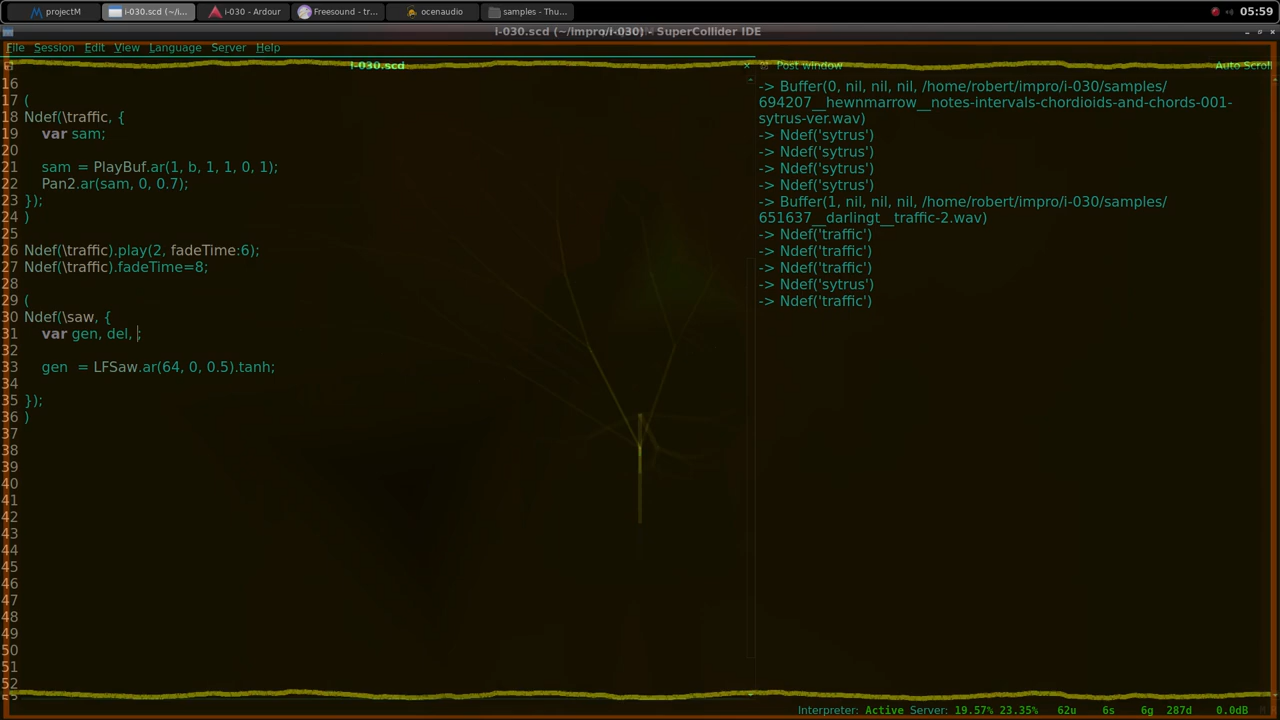 projectM
i-030.scd (~/i...
i-030 - Ardour
Freesound - tr...
ocenaudio
samples - Thu...
05:59
i-030.scd (~/impro/i-030) - SuperCollider IDE
File Session Edit View Language Server Help
i-030.scd
Post window
Auto Scroll
16
17 (
18 Ndef(\traffic, {
19 var sam;
20
21 sam = PlayBuf.ar(1, b, 1, 1, 0, 1);
22 Pan2.ar(sam, 0, 0.7);
23 });
24 )
25
26 Ndef(\traffic).play(2, fadeTime:6);
27 Ndef(\traffic).fadeTime=8;
28
29 (
30 Ndef(\saw, {
31 var gen, del, ;
32
33 gen = LFSaw.ar(64, 0, 0.5).tanh;
34
35 });
36 )
37
38
39
40
41
42
43
44
45
46
47
48
49
50
51
52
-> Buffer(0, nil, nil, nil, /home/robert/impro/i-030/samples/
694207__hewnmarrow__notes-intervals-chordioids-and-chords-001-
sytrus-ver.wav)
-> Ndef('sytrus')
-> Ndef('sytrus')
-> Ndef('sytrus')
-> Ndef('sytrus')
-> Buffer(1, nil, nil, nil, /home/robert/impro/i-030/samples/
651637__darlingt__traffic-2.wav)
-> Ndef('traffic')
-> Ndef('traffic')
-> Ndef('traffic')
-> Ndef('sytrus')
-> Ndef('traffic')
Interpreter: Active Server: 19.57% 23.35% 62u 6s 6g 287d 0.0dB